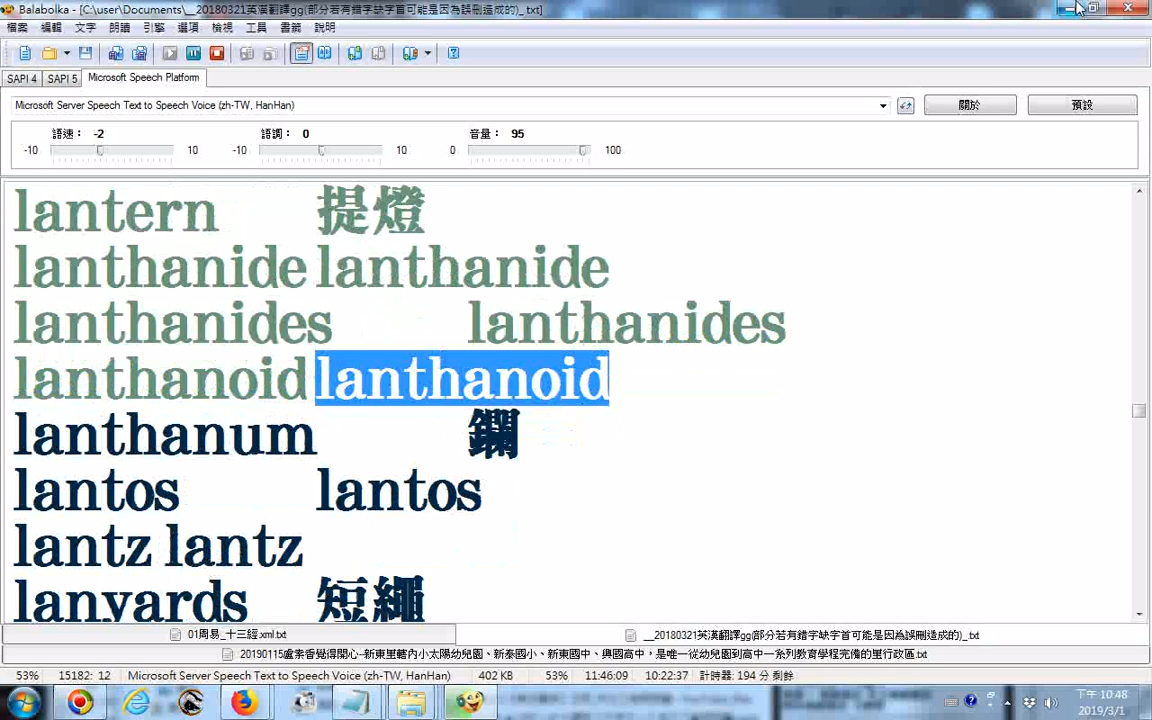 Balabolka - [C:\user\Documents\__20180321英漢翻譯gg(部分若有錯字缺字首可能是因為誤刪造成的)_.txt]
檔案 編輯 文字 朗讀 引擎 選項 檢視 工具 書籤 說明
SAPI 4 SAPI 5 Microsoft Speech Platform
Microsoft Server Speech Text to Speech Voice (zh-TW, HanHan) 關於 預設
語速： -2 語調： 0 音量： 95
-10 10 -10 10 0 100
lantern 提燈
lanthanide lanthanide
lanthanides lanthanides
lanthanoid lanthanoid
lanthanum 鑭
lantos lantos
lantz lantz
lanyards 短繩
01周易_十三經.xml.txt __20180321英漢翻譯gg(部分若有錯字缺字首可能是因為誤刪造成的)_.txt
20190115盧素香覺得開心--新東里轄內小太陽幼兒園、新泰國小、新東國中、興國高中，是唯一從幼兒園到高中一系列教育學程完備的里行政區.txt
53% 15182: 12 Microsoft Server Speech Text to Speech Voice (zh-TW, HanHan) 402 KB 53% 11:46:09 10:22:37 計時器: 194 分 剩餘
下午 10:48
2019/3/1